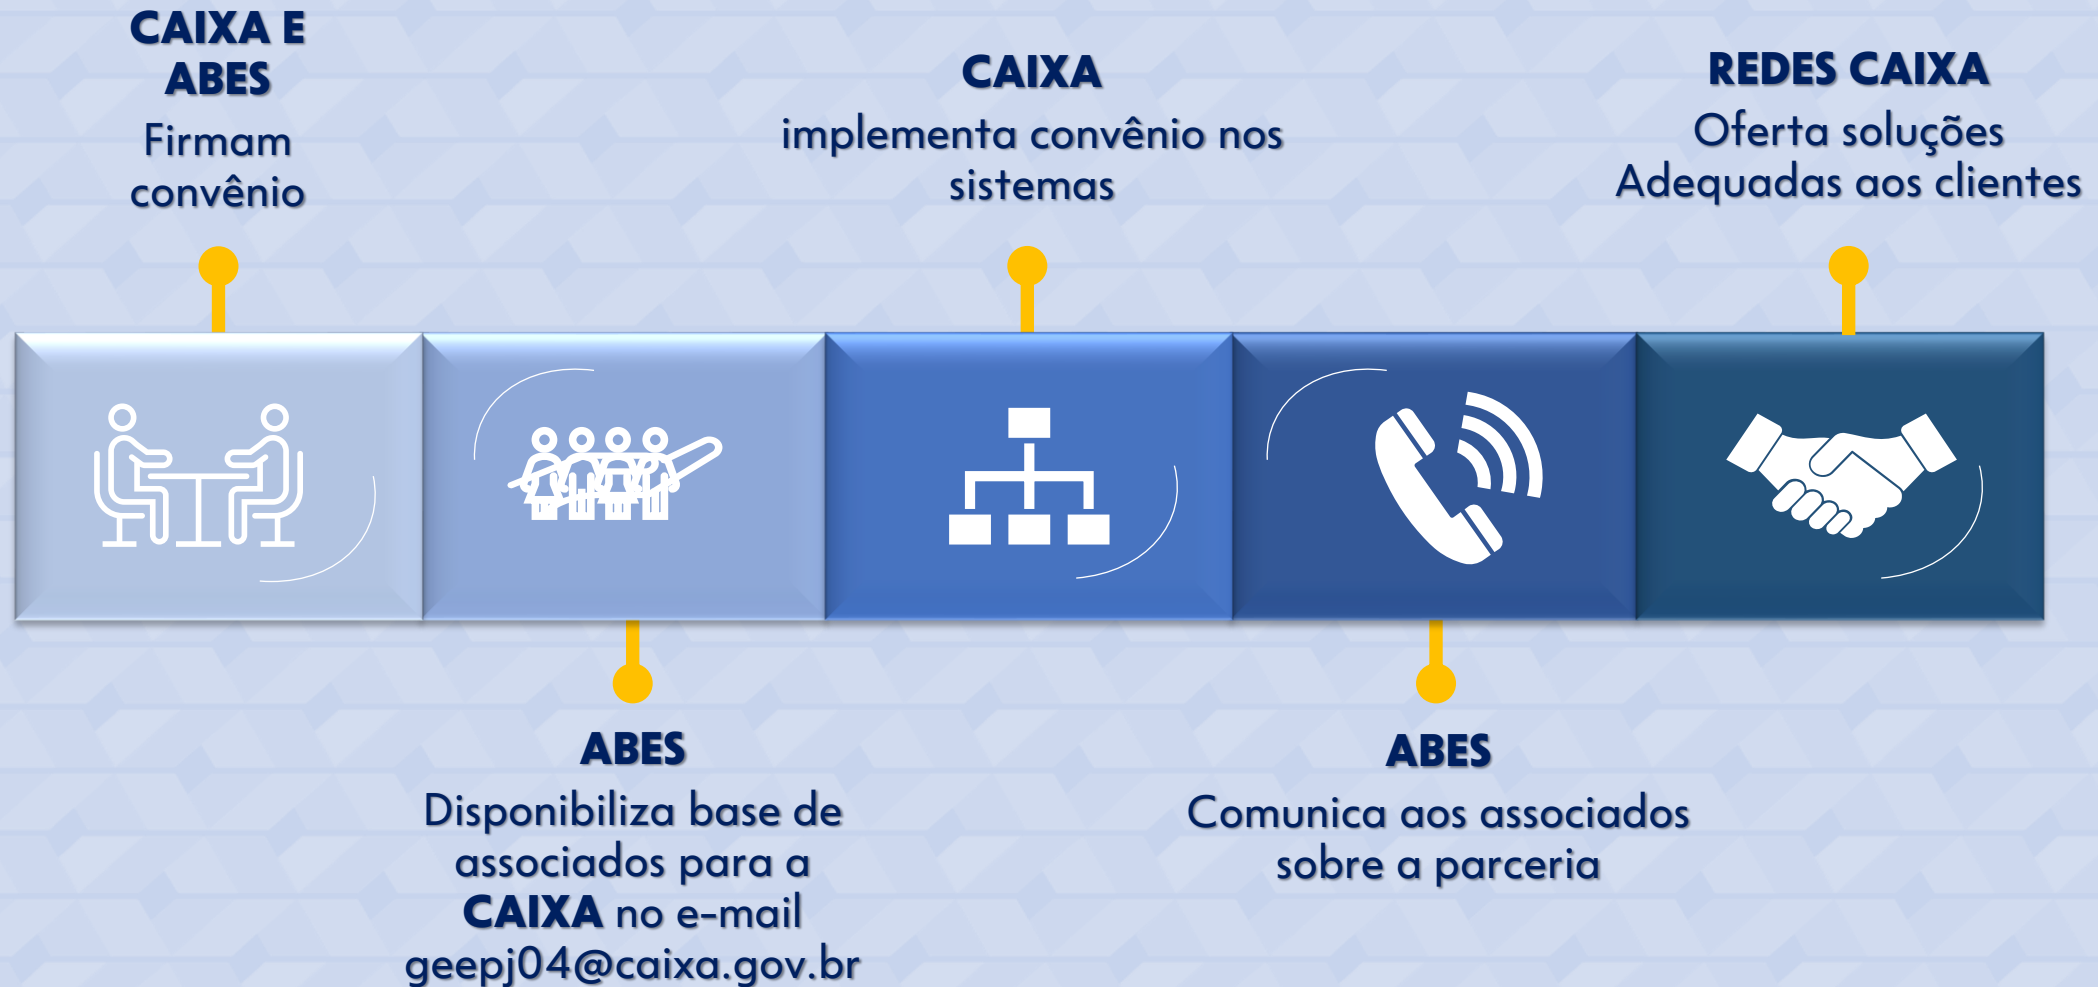 CAIXA E
ABES
Firmam
convênio
ABES
Disponibiliza base de
associados para a
CAIXA no e-mail
geepj04@caixa.gov.br
CAIXA
implementa convênio nos
sistemas
ABES
Comunica aos associados
sobre a parceria
REDES CAIXA
Oferta soluções
Adequadas aos clientes